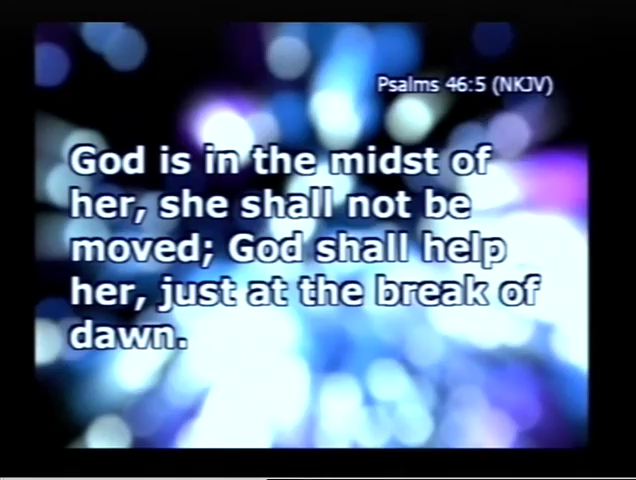 Psalms 46:5 (NKJV)
God is in the midst of
her, she shall not be
moved; God shall help
her, just at the break of
dawn.